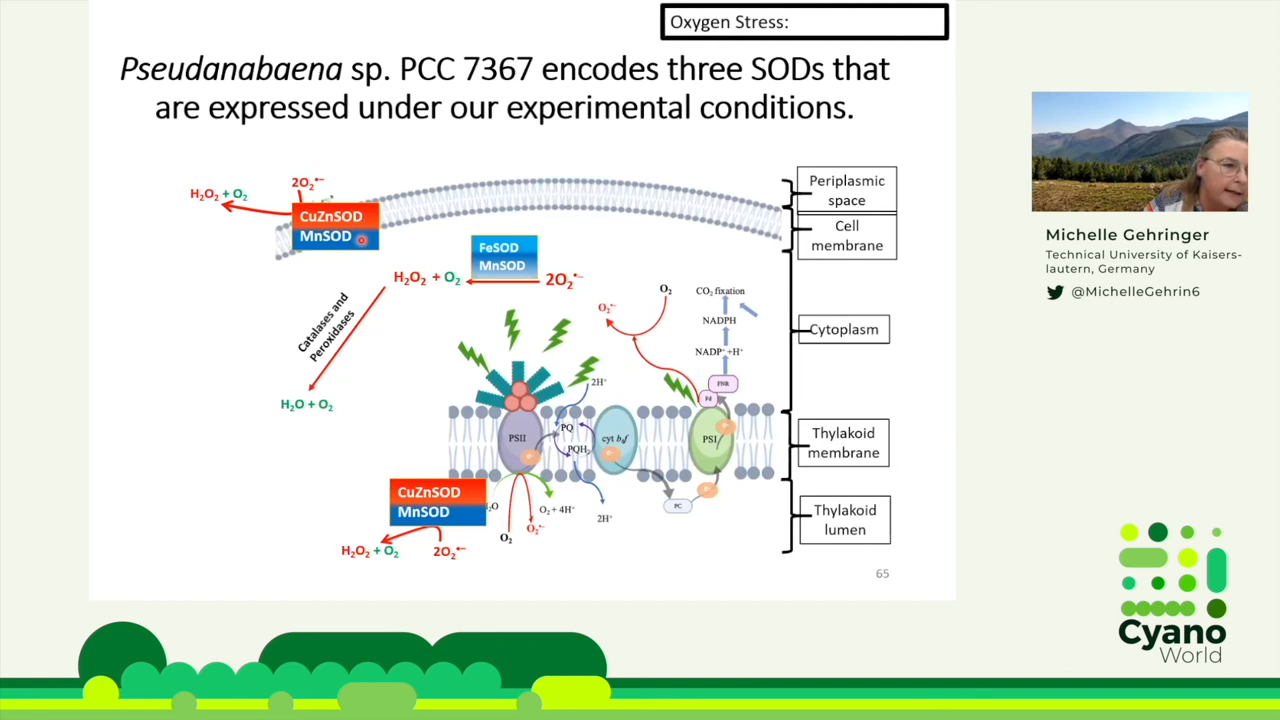 Oxygen Stress:
Pseudanabaena sp. PCC 7367 encodes three SODs that
are expressed under our experimental conditions.
H₂O₂ + O₂
2O₂•−
CuZnSOD
MnSOD
Periplasmic
space
Cell
membrane
FeSOD
MnSOD
H₂O₂ + O₂
2O₂•−
Catalases and
Peroxidases
H₂O + O₂
O₂•−
O₂
CO₂ fixation
NADPH
NADP⁺ +H⁺
FNR
Fd
Cytoplasm
2H⁺
PSII
PQ
PQH₂
cyt b₆f
PSI
e⁻
e⁻
e⁻
e⁻
PC
Thylakoid
membrane
CuZnSOD
MnSOD
O₂ + 4H⁺
2H⁺
O₂
O₂•−
H₂O₂ + O₂
2O₂•−
Thylakoid
lumen
65
Michelle Gehringer
Technical University of Kaisers-
lautern, Germany
@MichelleGehrin6
Cyano
World